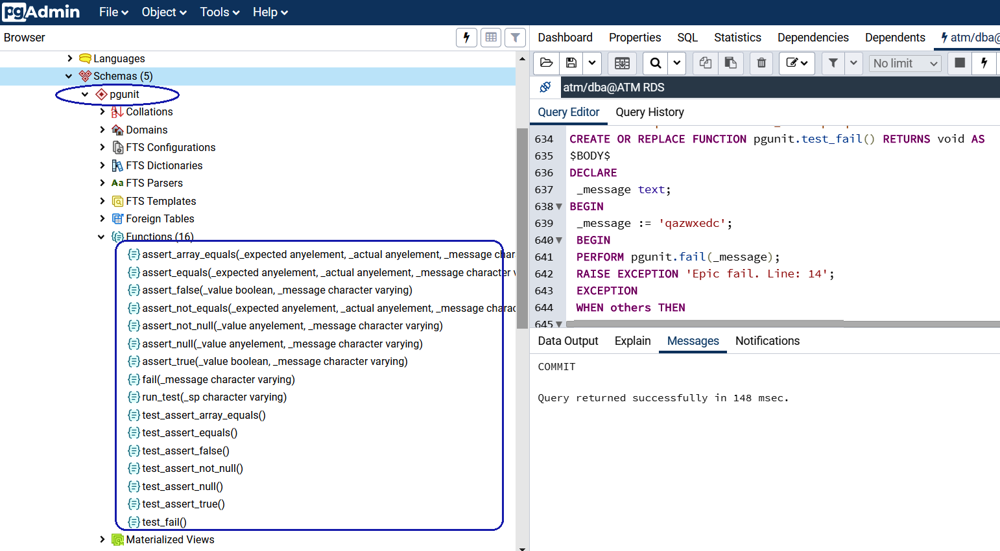 pgAdmin File Object Tools Help
Browser
Languages
Schemas (5)
pgunit
Collations
Domains
FTS Configurations
FTS Dictionaries
Aa FTS Parsers
FTS Templates
Foreign Tables
Functions (16)
assert_array_equals(_expected anyelement, _actual anyelement, _message char
assert_equals(_expected anyelement, _actual anyelement, _message character v
assert_false(_value boolean, _message character varying)
assert_not_equals(_expected anyelement, _actual anyelement, _message charac
assert_not_null(_value anyelement, _message character varying)
assert_null(_value anyelement, _message character varying)
assert_true(_value boolean, _message character varying)
fail(_message character varying)
run_test(_sp character varying)
test_assert_array_equals()
test_assert_equals()
test_assert_false()
test_assert_not_null()
test_assert_null()
test_assert_true()
test_fail()
Materialized Views
Dashboard Properties SQL Statistics Dependencies Dependents atm/dba@
No limit
atm/dba@ATM RDS
Query Editor Query History
634 CREATE OR REPLACE FUNCTION pgunit.test_fail() RETURNS void AS
635 $BODY$
636 DECLARE
637 _message text;
638 BEGIN
639 _message := 'qazwxedc';
640 BEGIN
641 PERFORM pgunit.fail(_message);
642 RAISE EXCEPTION 'Epic fail. Line: 14';
643 EXCEPTION
644 WHEN others THEN
645
Data Output Explain Messages Notifications
COMMIT
Query returned successfully in 148 msec.